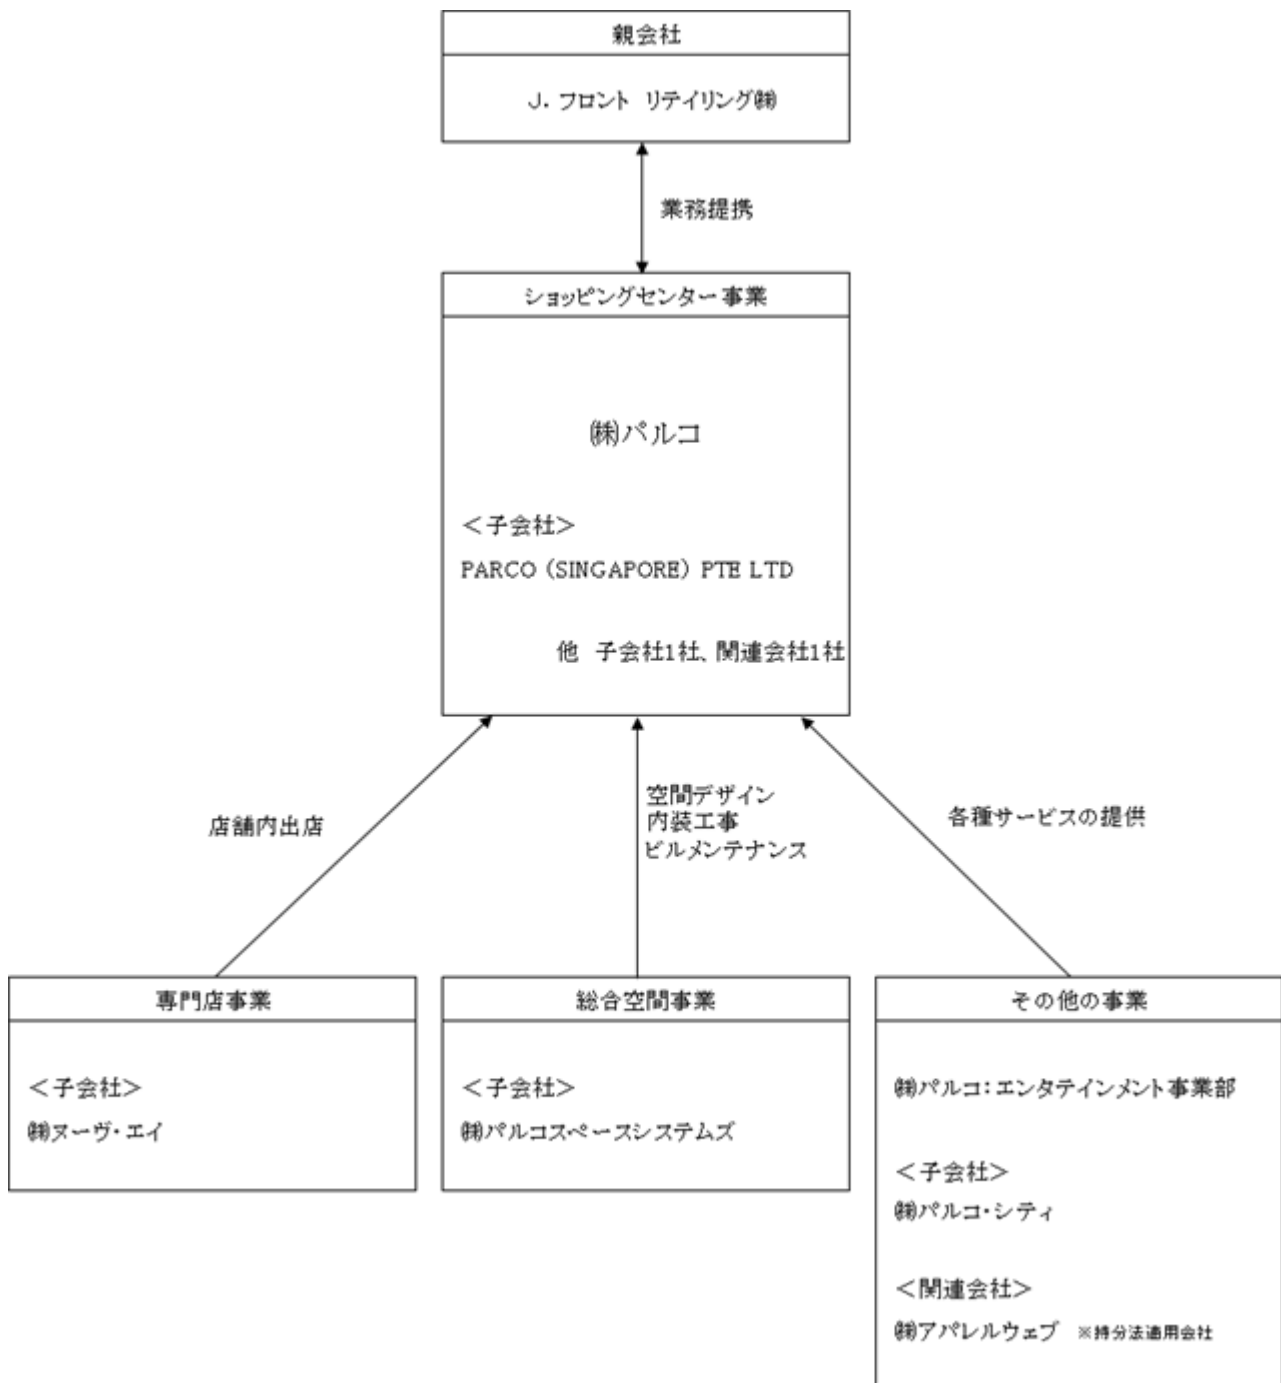 親会社
J. フロント リテイリング㈱
業務提携
ショッピングセンター事業
㈱パルコ
＜子会社＞
PARCO (SINGAPORE) PTE LTD
他 子会社1社、関連会社1社
店舗内出店
空間デザイン
内装工事
ビルメンテナンス
各種サービスの提供
専門店事業
＜子会社＞
㈱ヌーヴ・エイ
総合空間事業
＜子会社＞
㈱パルコスペースシステムズ
その他の事業
㈱パルコ：エンタテインメント事業部
＜子会社＞
㈱パルコ・シティ
＜関連会社＞
㈱アパレルウェブ ※持分法適用会社